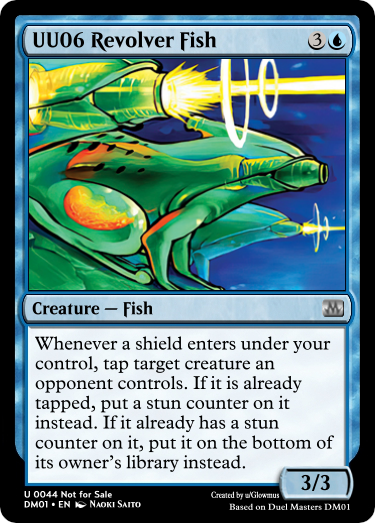 UU06 Revolver Fish 3
Creature — Fish
Whenever a shield enters under your
control, tap target creature an
opponent controls. If it is already
tapped, put a stun counter on it
instead. If it already has a stun
counter on it, put it on the bottom of
its owner's library instead.
3/3
U 0044 Not for Sale
DM01 • EN Naoki Saito
Created by u/Glowmus
Based on Duel Masters DM01